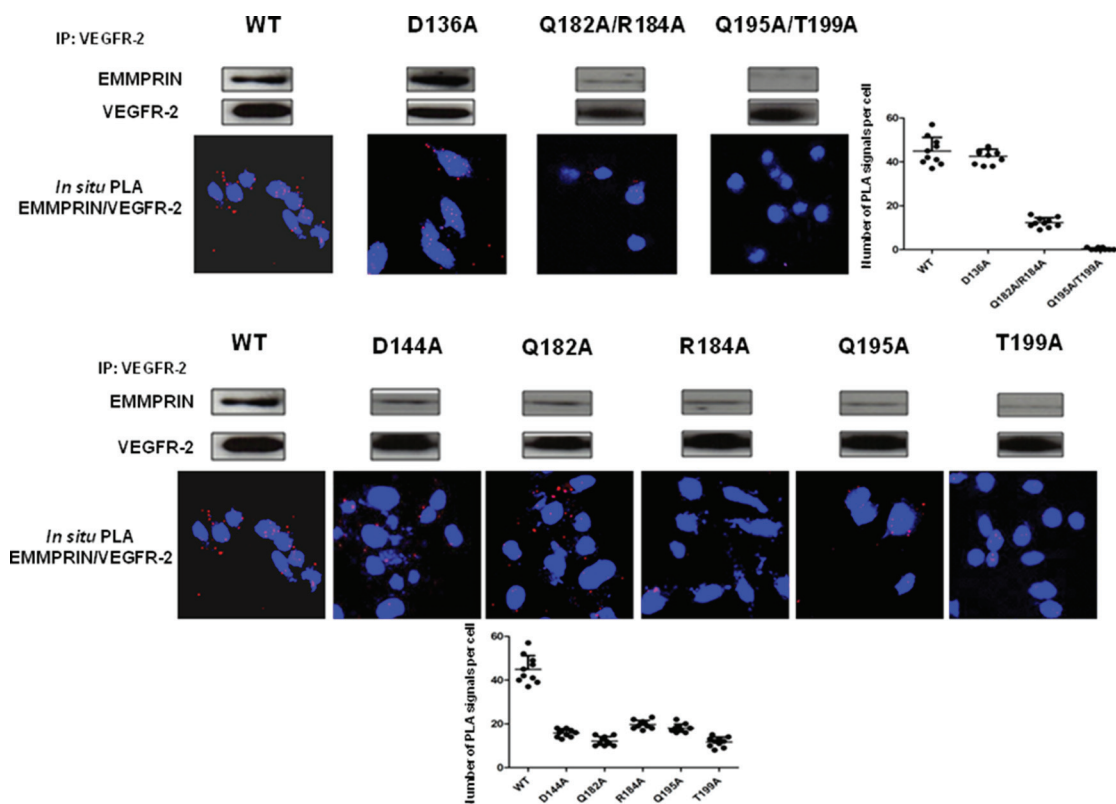 IP: VEGFR-2
WT D136A Q182A/R184A Q195A/T199A
EMMPRIN
VEGFR-2
In situ PLA
EMMPRIN/VEGFR-2
Number of PLA signals per cell
60
40
20
0
WT
D136A
Q182A/R184A
Q195A/T199A
IP: VEGFR-2
WT D144A Q182A R184A Q195A T199A
EMMPRIN
VEGFR-2
In situ PLA
EMMPRIN/VEGFR-2
Number of PLA signals per cell
60
40
20
0
WT
D144A
Q182A
R184A
Q195A
T199A